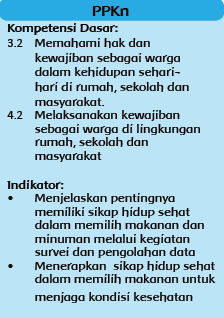 PPKn
Kompetensi Dasar:
3.2 Memahami hak dan
kewajiban sebagai warga
dalam kehidupan sehari-
hari di rumah, sekolah dan
masyarakat.
4.2 Melaksanakan kewajiban
sebagai warga di lingkungan
rumah, sekolah dan
masyarakat
Indikator:
• Menjelaskan pentingnya
memiliki sikap hidup sehat
dalam memilih makanan dan
minuman melalui kegiatan
survei dan pengolahan data
• Menerapkan sikap hidup sehat
dalam memilih makanan untuk
menjaga kondisi kesehatan